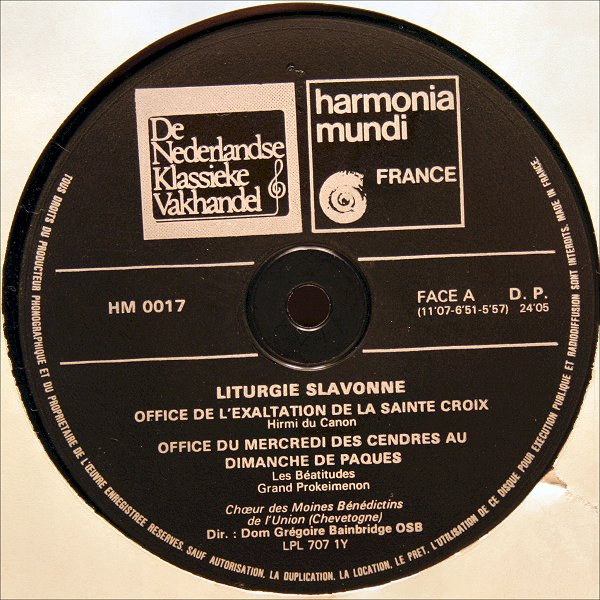 De
Nederlandse
Klassieke
Vakhandel
harmonia
mundi
FRANCE
HM 0017
FACE A D. P.
(11'07-6'51-5'57) 24'05
LITURGIE SLAVONNE
OFFICE DE L'EXALTATION DE LA SAINTE CROIX
Hirmi du Canon
OFFICE DU MERCREDI DES CENDRES AU
DIMANCHE DE PAQUES
Les Béatitudes
Grand Prokeimenon
Chœur des Moines Bénédictins
de l'Union (Chevetogne)
Dir. : Dom Grégoire Bainbridge OSB
LPL 707 1Y
TOUS DROITS DU PRODUCTEUR PHONOGRAPHIQUE ET DU PROPRIETAIRE DE L'ŒUVRE ENREGISTREE RESERVES. SAUF AUTORISATION, LA DUPLICATION, LA LOCATION, LE PRET, L'UTILISATION DE CE DISQUE POUR EXECUTION PUBLIQUE ET RADIODIFFUSION SONT INTERDITS. MADE IN FRANCE.